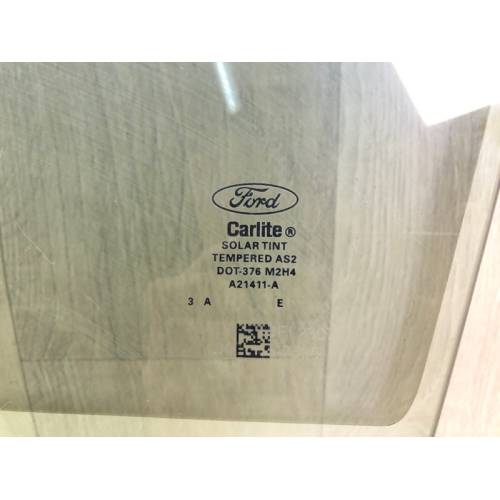 Ford
Carlite ®
SOLAR TINT
TEMPERED AS2
DOT-376 M2H4
A21411-A
3 A E